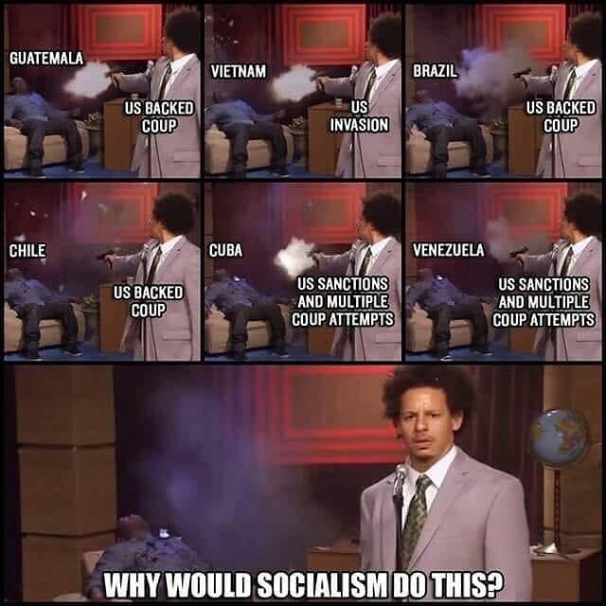 GUATEMALA
US BACKED
COUP
VIETNAM
US
INVASION
BRAZIL
US BACKED
COUP
CHILE
US BACKED
COUP
CUBA
US SANCTIONS
AND MULTIPLE
COUP ATTEMPTS
VENEZUELA
US SANCTIONS
AND MULTIPLE
COUP ATTEMPTS
WHY WOULD SOCIALISM DO THIS?